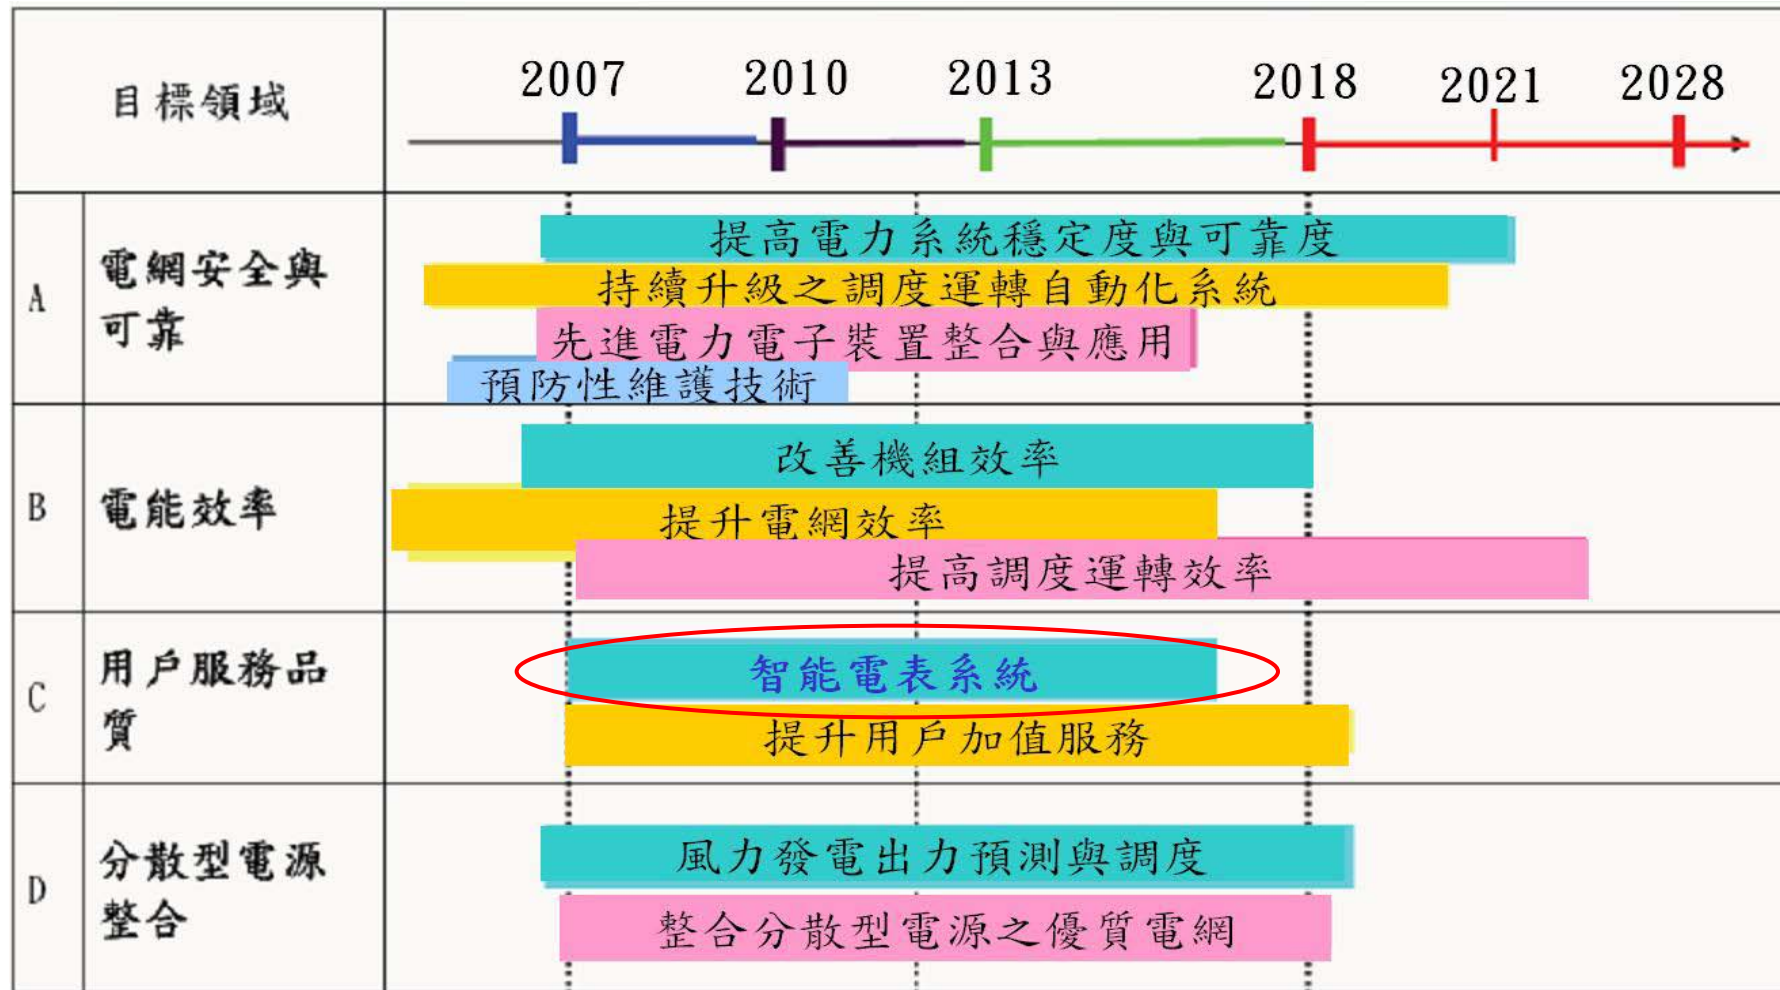 目標領域
2007 2010 2013 2018 2021 2028
A
電網安全與
可靠
提高電力系統穩定度與可靠度
持續升級之調度運轉自動化系統
先進電力電子裝置整合與應用
預防性維護技術
B
電能效率
改善機組效率
提升電網效率
提高調度運轉效率
C
用戶服務品
質
智能電表系統
提升用戶加值服務
D
分散型電源
整合
風力發電出力預測與調度
整合分散型電源之優質電網